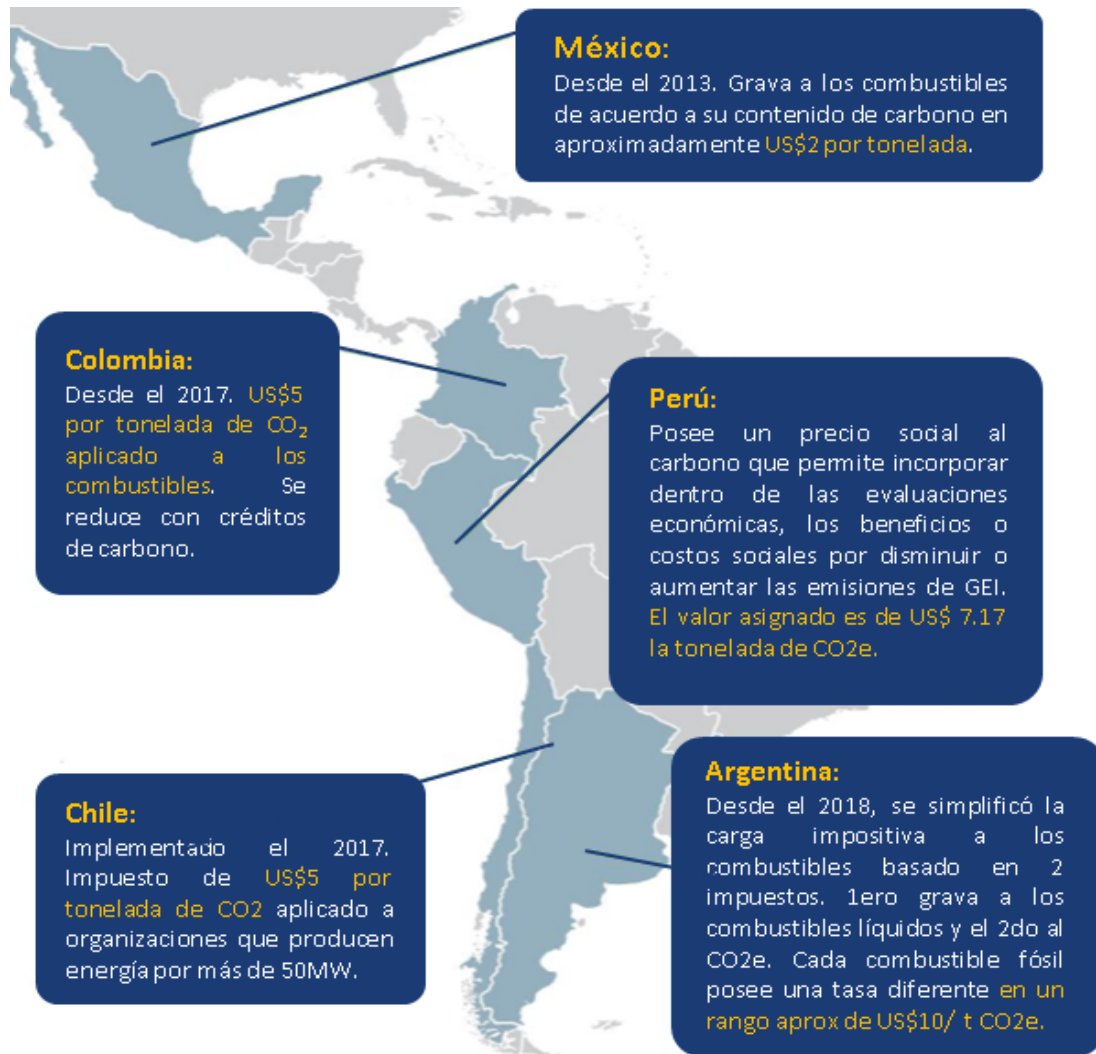 México:
Desde el 2013. Grava a los combustibles
de acuerdo a su contenido de carbono en
aproximadamente US$2 por tonelada.
Colombia:
Desde el 2017. US$5
por tonelada de CO₂
aplicado a los
combustibles. Se
reduce con créditos
de carbono.
Perú:
Posee un precio social al
carbono que permite incorporar
dentro de las evaluaciones
económicas, los beneficios o
costos sociales por disminuir o
aumentar las emisiones de GEI.
El valor asignado es de US$ 7.17
la tonelada de CO2e.
Chile:
Implementado el 2017.
Impuesto de US$5 por
tonelada de CO2 aplicado a
organizaciones que producen
energía por más de 50MW.
Argentina:
Desde el 2018, se simplificó la
carga impositiva a los
combustibles basado en 2
impuestos. 1ero grava a los
combustibles líquidos y el 2do al
CO2e. Cada combustible fósil
posee una tasa diferente en un
rango aprox de US$10/ t CO2e.